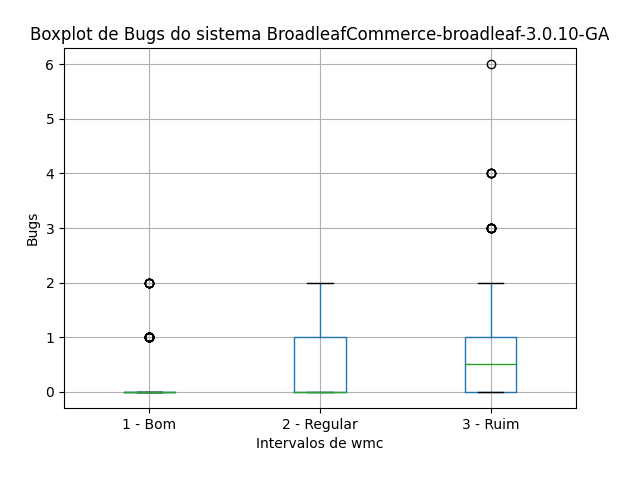 Boxplot de Bugs do sistema BroadleafCommerce-broadleaf-3.0.10-GA
6
5
4
3
2
1
0
Bugs
1 - Bom
2 - Regular
3 - Ruim
Intervalos de wmc